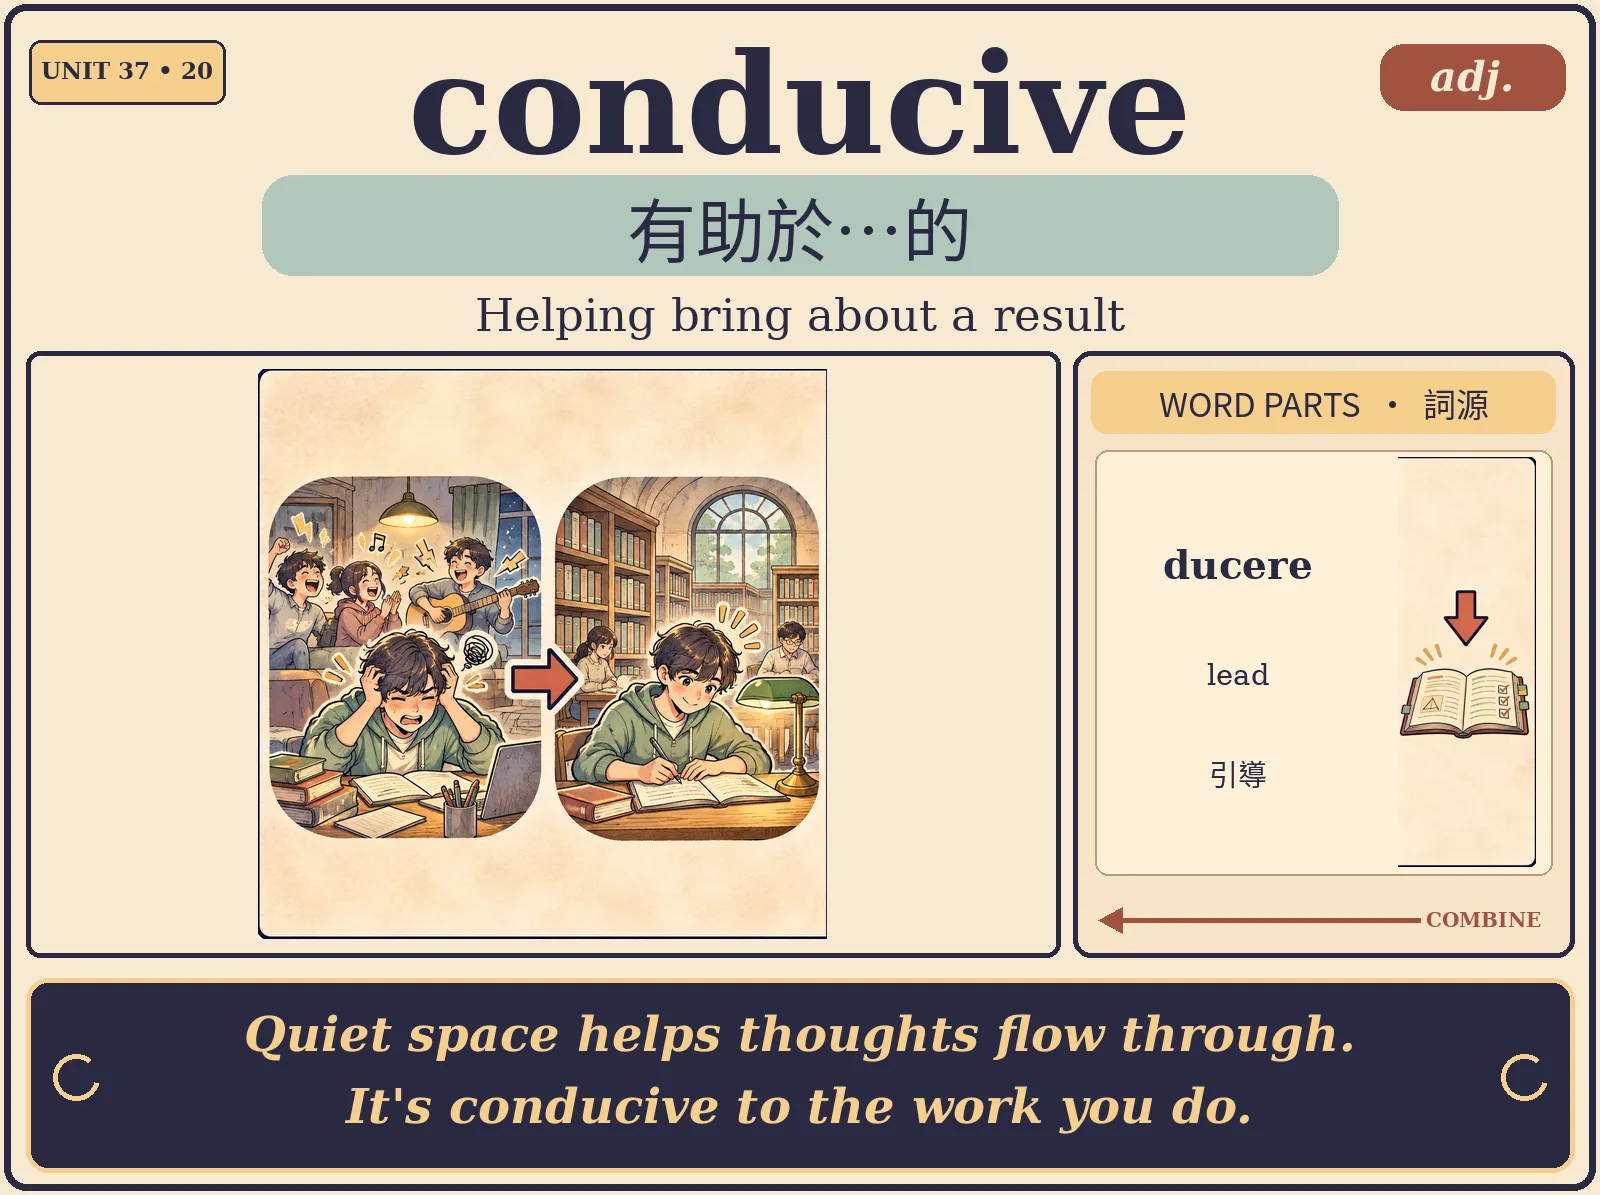 UNIT 37 • 20
conducive
adj.
有助於⋯的
Helping bring about a result
WORD PARTS ・ 詞源
ducere
lead
引導
COMBINE
Quiet space helps thoughts flow through.
It's conducive to the work you do.